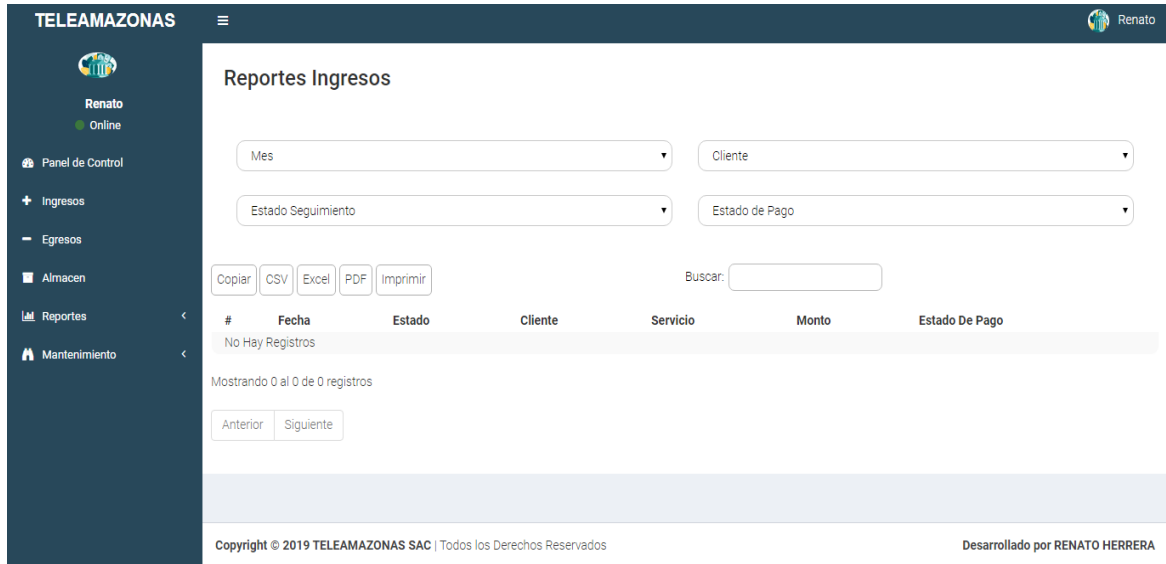 TELEAMAZONAS
Renato
Renato
Online
Panel de Control
Ingresos
Egresos
Almacen
Reportes
Mantenimiento
Reportes Ingresos
Mes
Cliente
Estado Seguimiento
Estado de Pago
Copiar CSV Excel PDF Imprimir
Buscar:
# Fecha Estado Cliente Servicio Monto Estado De Pago
No Hay Registros
Mostrando 0 al 0 de 0 registros
Anterior Siguiente
Copyright © 2019 TELEAMAZONAS SAC | Todos los Derechos Reservados
Desarrollado por RENATO HERRERA